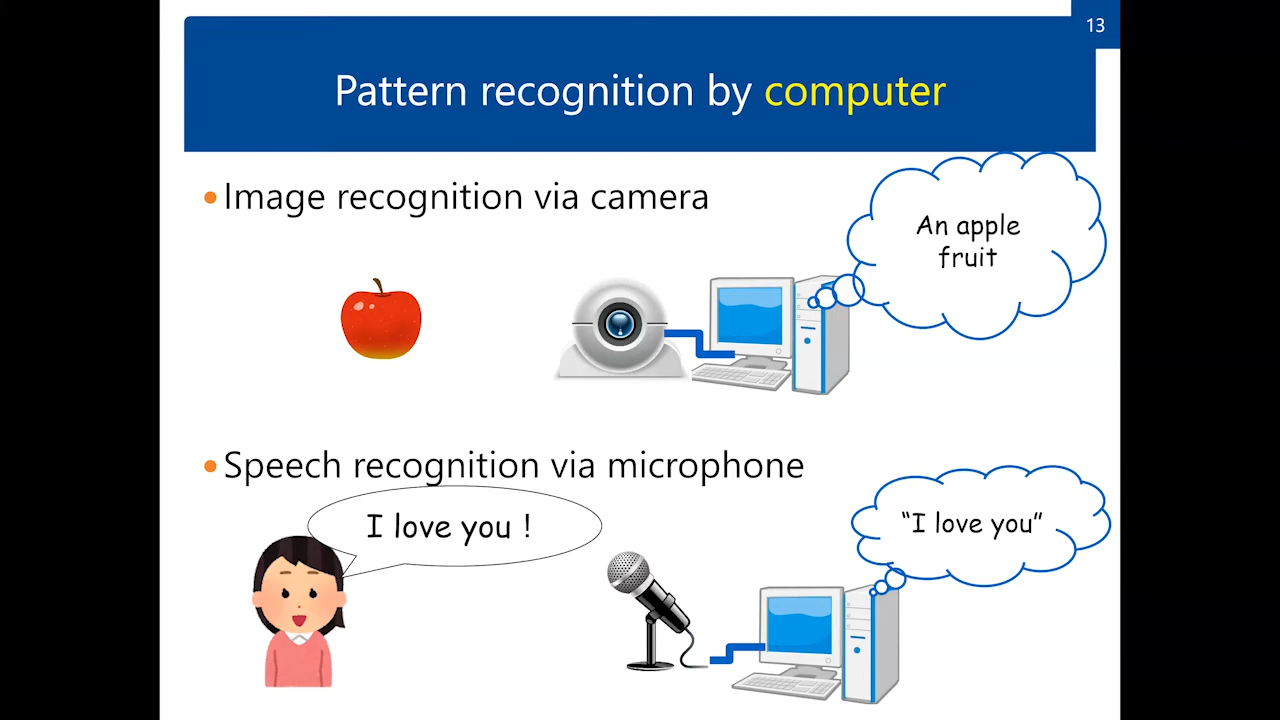 13
Pattern recognition by computer
•Image recognition via camera
An apple
fruit
•Speech recognition via microphone
I love you !
“I love you”